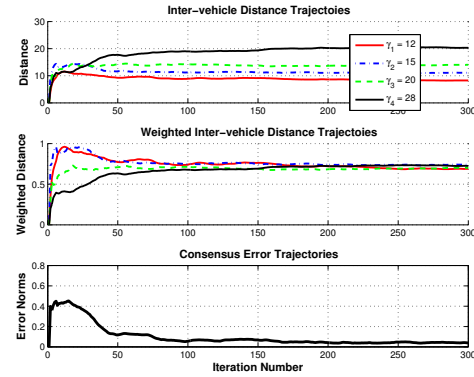 Inter-vehicle Distance Trajectoies
Distance
30
20
10
0
0 50 100 150 200 250 300
γ1 = 12
γ2 = 15
γ3 = 20
γ4 = 28
Weighted Inter-vehicle Distance Trajectoies
Weighted Distance
1
0.5
0
0 50 100 150 200 250 300
Consensus Error Trajectories
Error Norms
0.8
0.6
0.4
0.2
0
0 50 100 150 200 250 300
Iteration Number